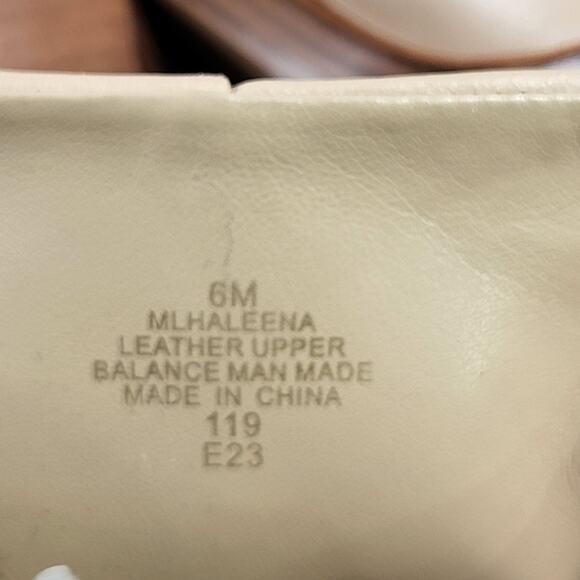 6M
MLHALEENA
LEATHER UPPER
BALANCE MAN MADE
MADE IN CHINA
119
E23